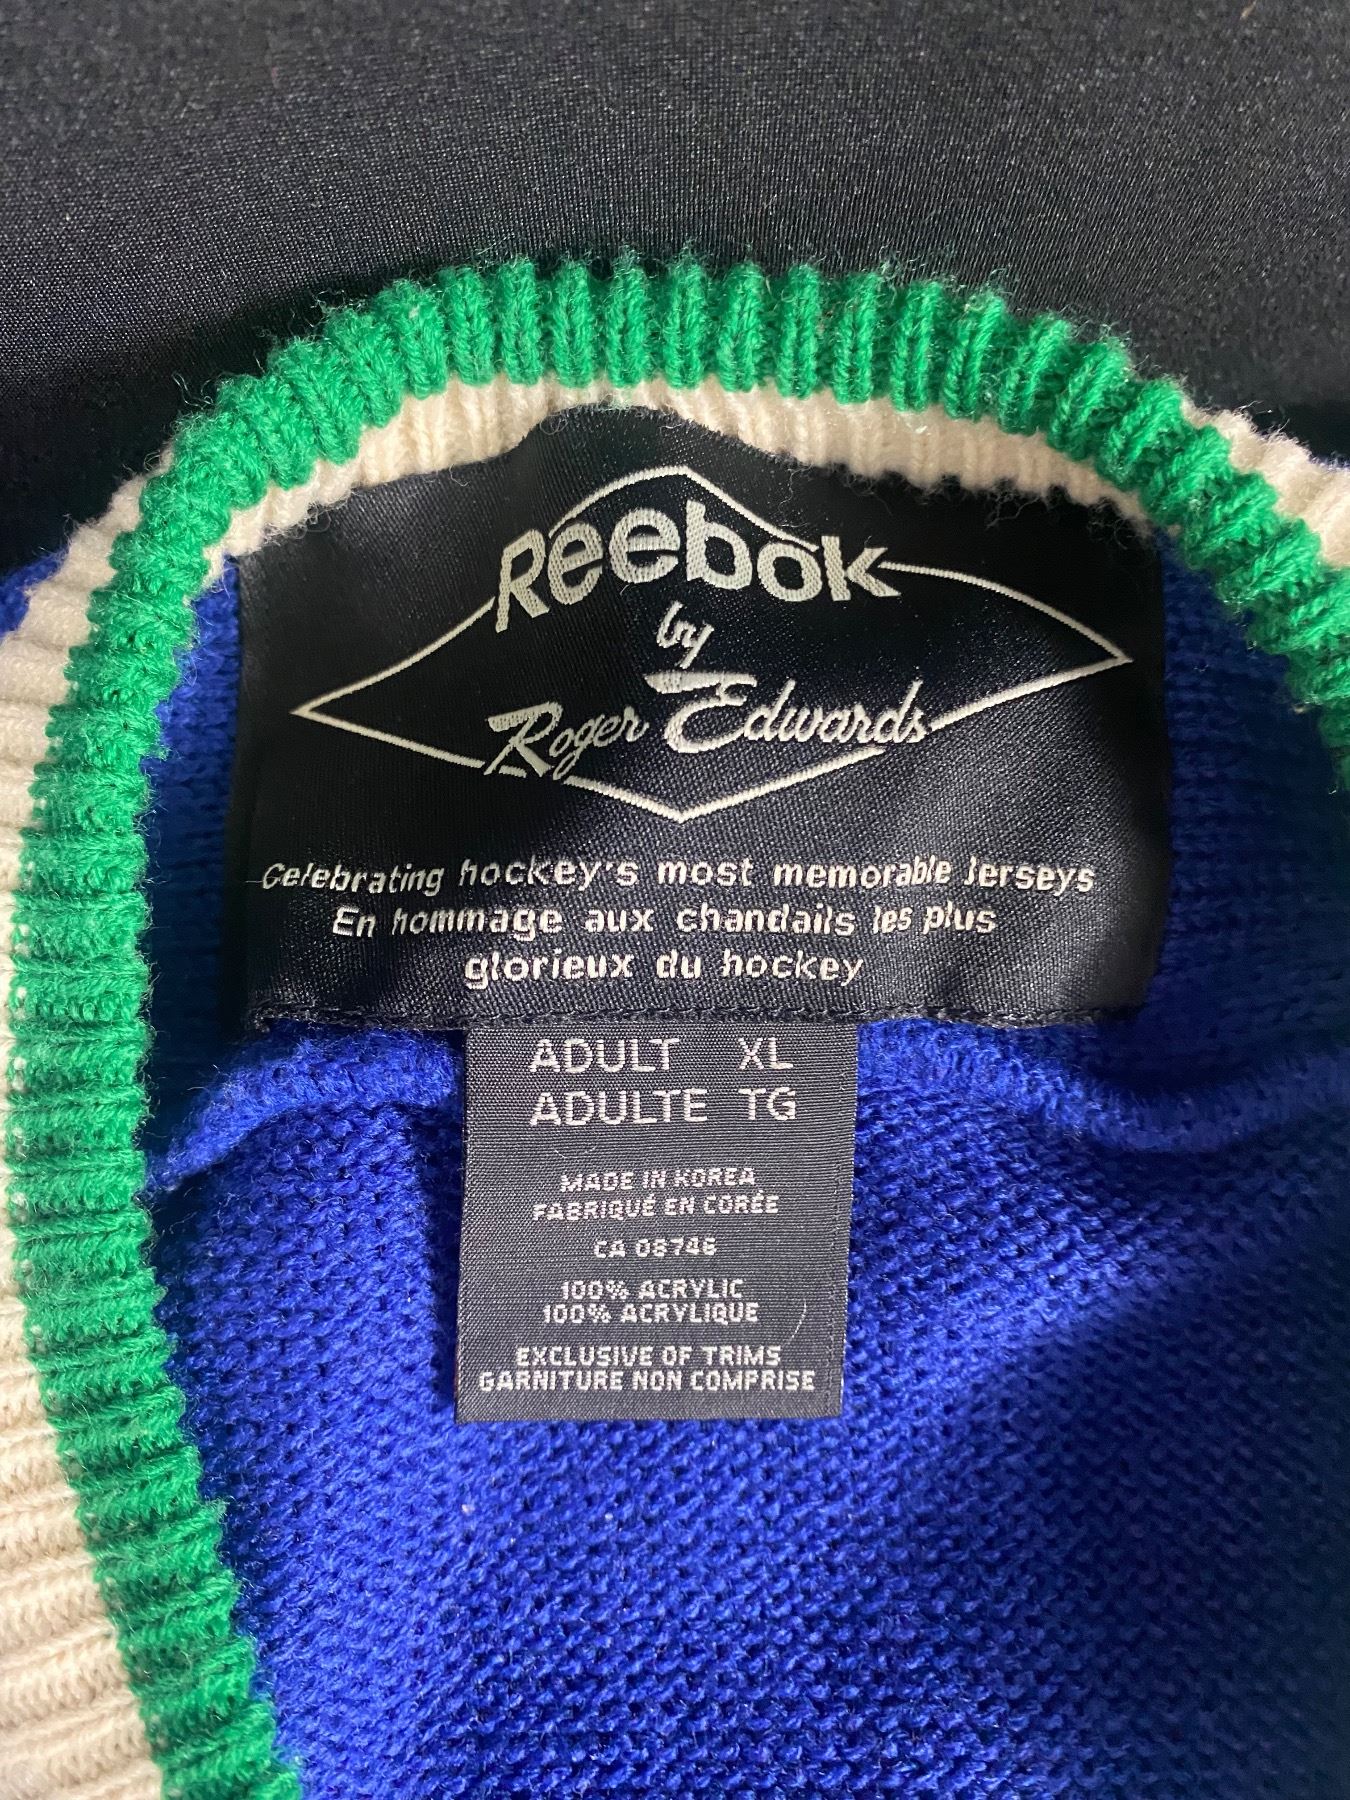 Reebok
by
Roger Edwards
Celebrating hockey's most memorable Jerseys
En hommage aux chandails les plus
glorieux du hockey
ADULT XL
ADULTE TG
MADE IN KOREA
FABRIQUÉ EN CORÉE
CA 08746
100% ACRYLIC
100% ACRYLIQUE
EXCLUSIVE OF TRIMS
GARNITURE NON COMPRISE